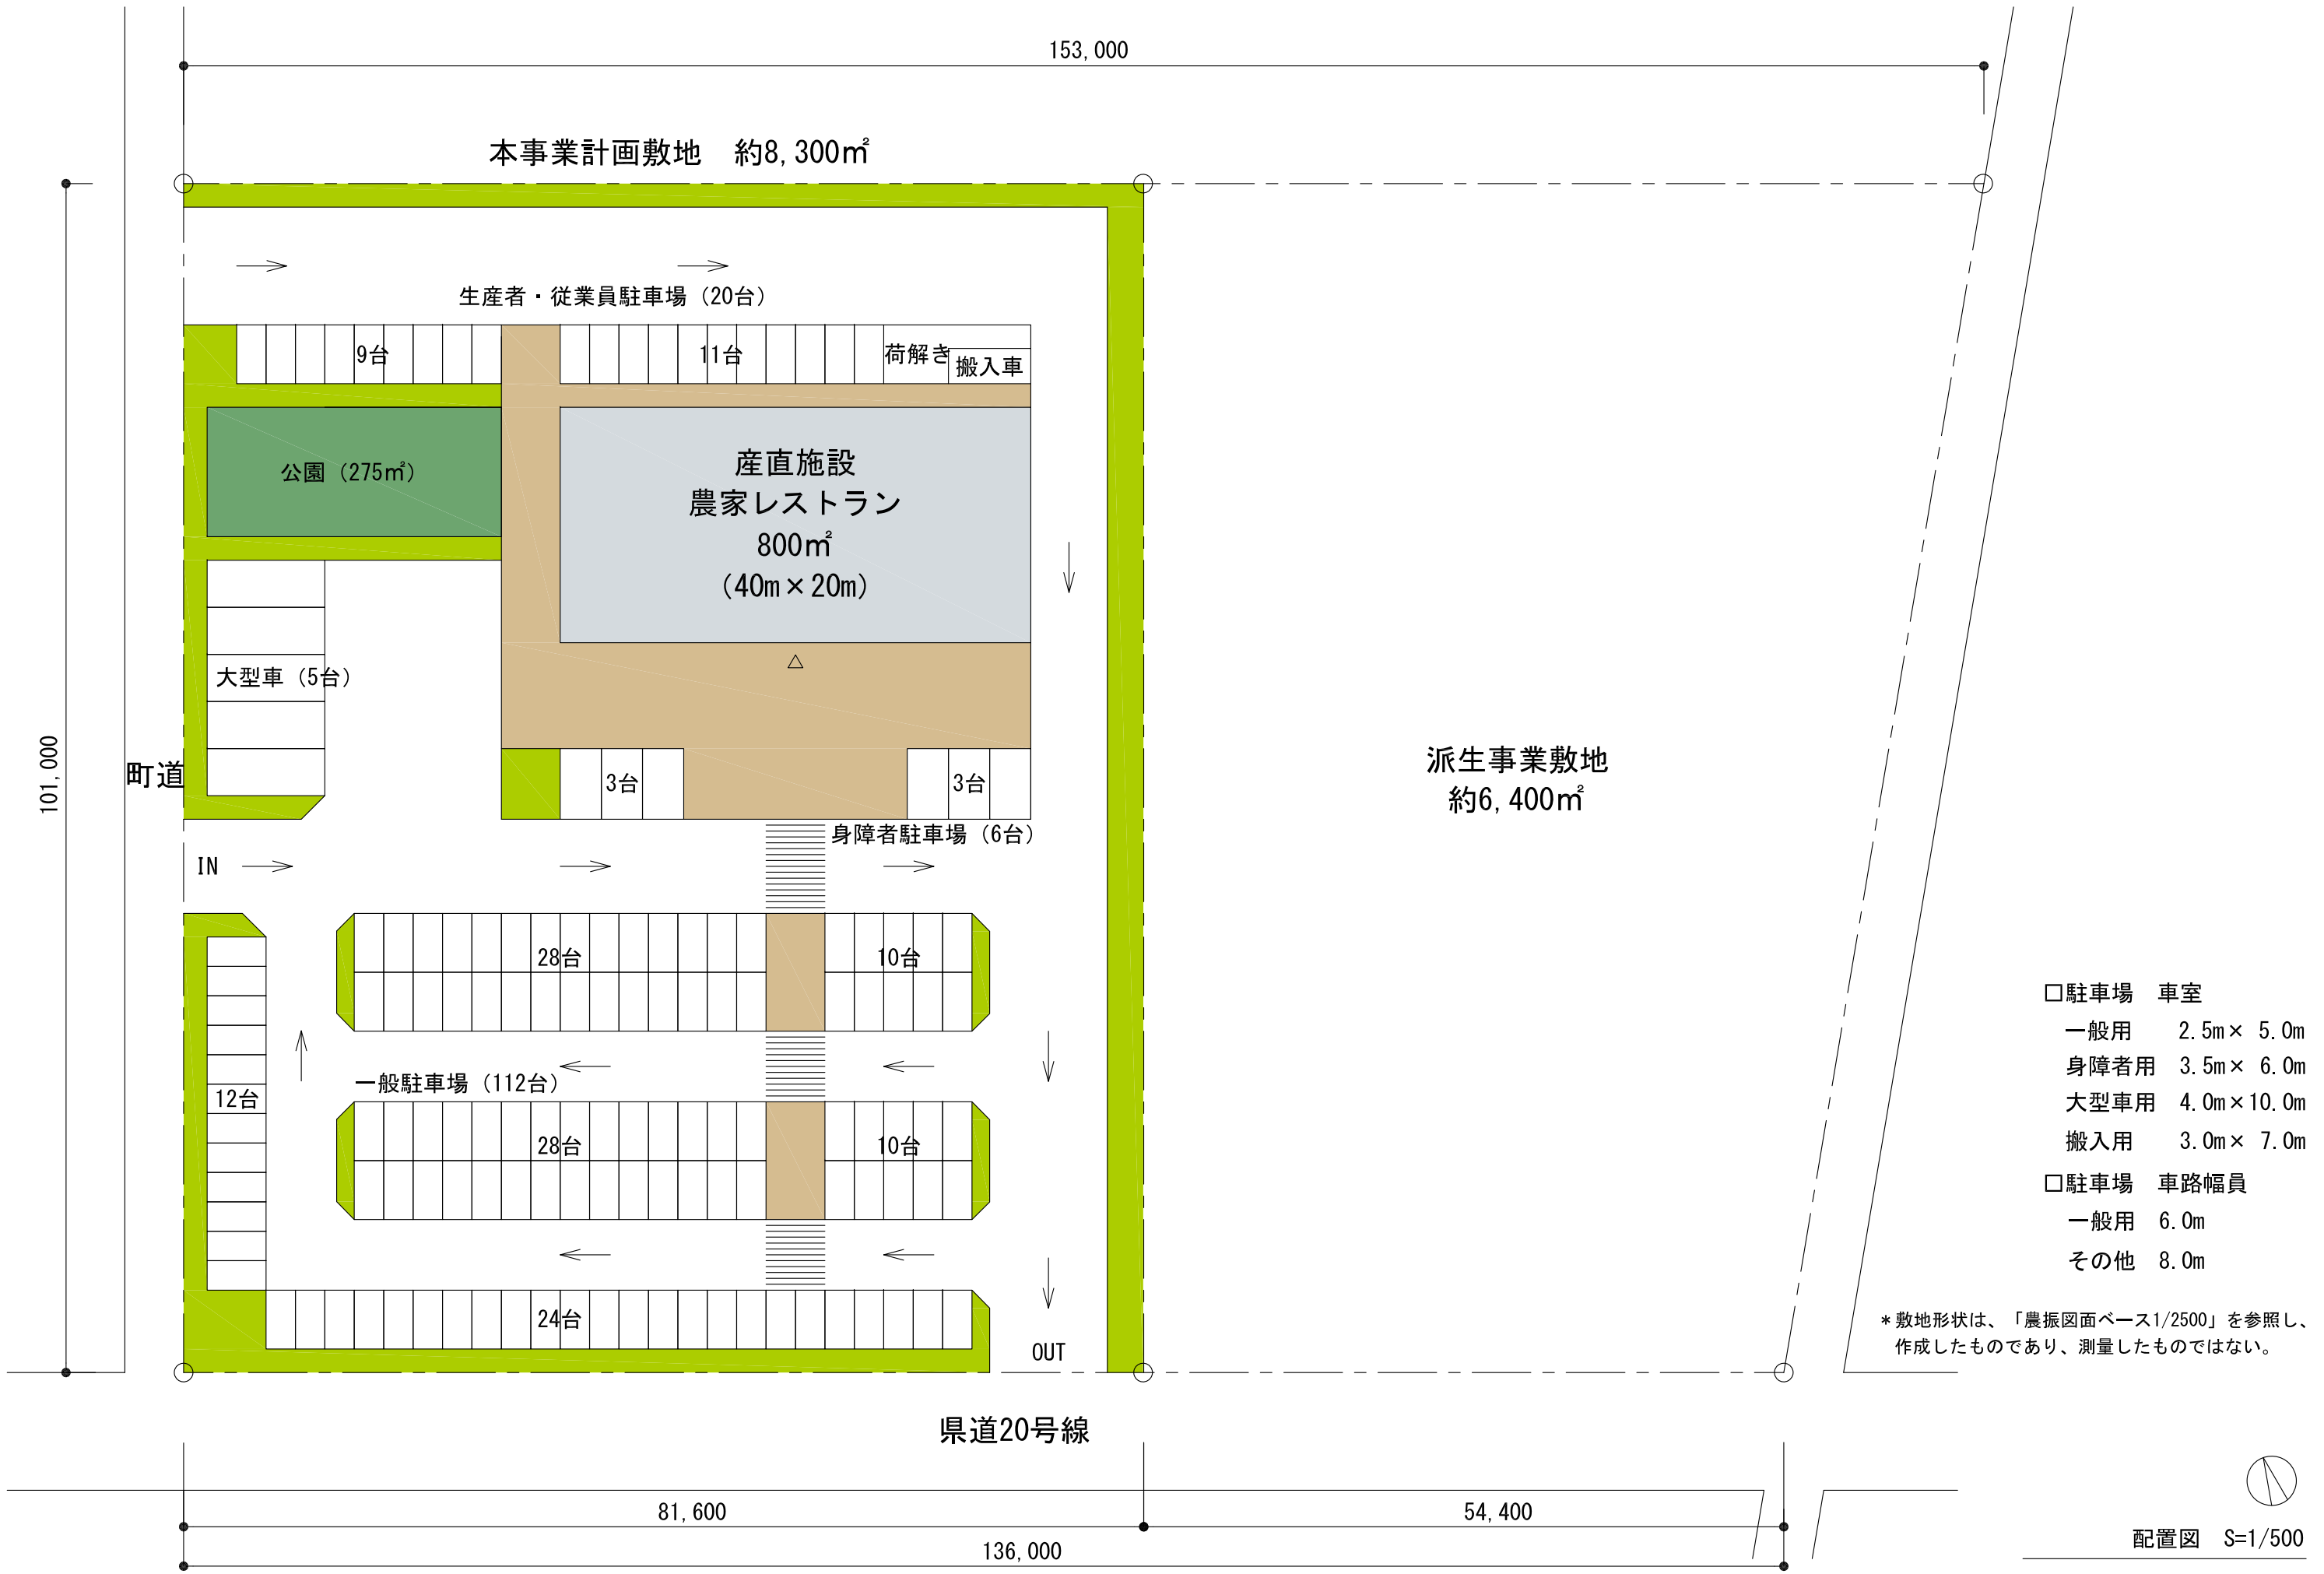 153,000
本事業計画敷地　約8,300㎡
生産者・従業員駐車場（20台）
9台
11台
荷解き
搬入車
公園（275㎡）
産直施設
農家レストラン
800㎡
（40m×20m）
大型車（5台）
101,000
町道
3台
3台
身障者駐車場（6台）
派生事業敷地
約6,400㎡
IN
28台
10台
一般駐車場（112台）
12台
28台
10台
24台
OUT
□駐車場　車室
一般用　2.5m× 5.0m
身障者用　3.5m× 6.0m
大型車用　4.0m×10.0m
搬入用　3.0m× 7.0m
□駐車場　車路幅員
一般用　6.0m
その他　8.0m
＊敷地形状は、「農振図面ベース1/2500」を参照し、
作成したものであり、測量したものではない。
県道20号線
81,600
54,400
136,000
配置図　S=1/500